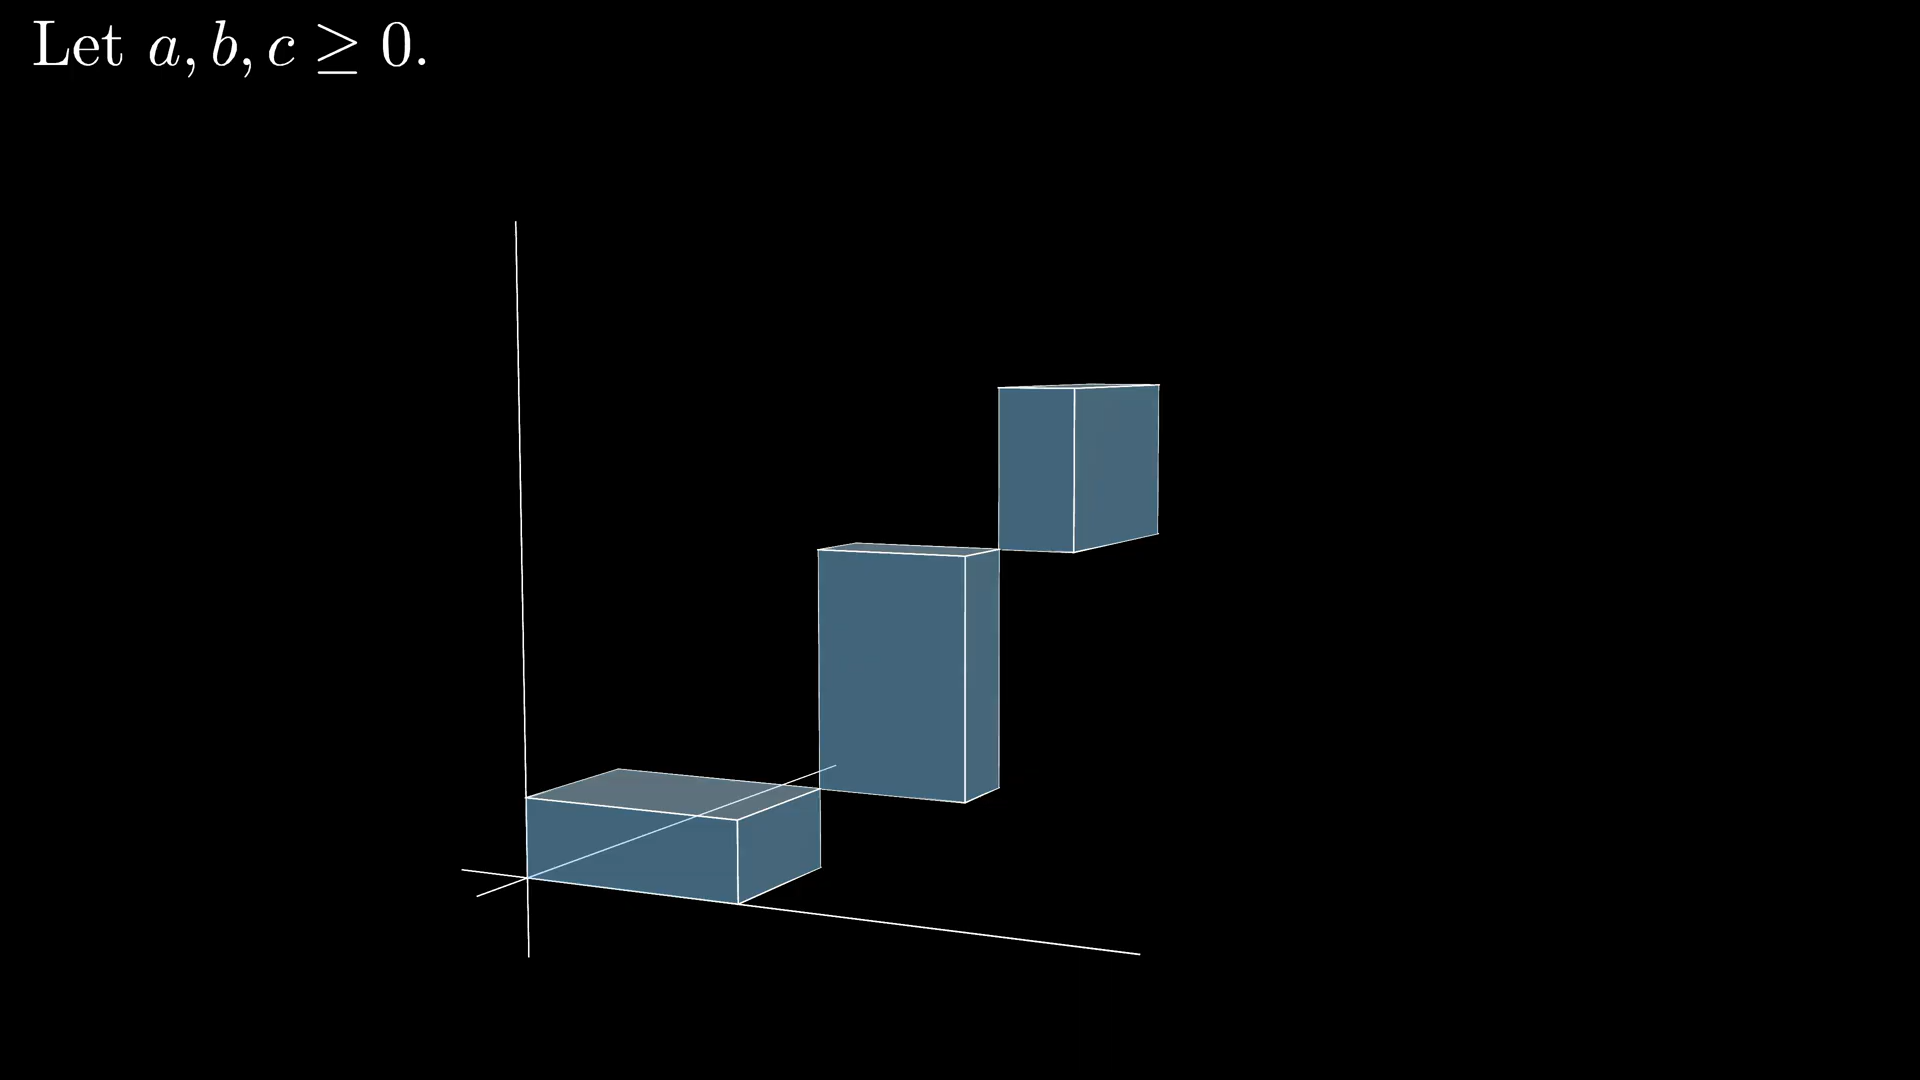 Let a, b, c ≥ 0.